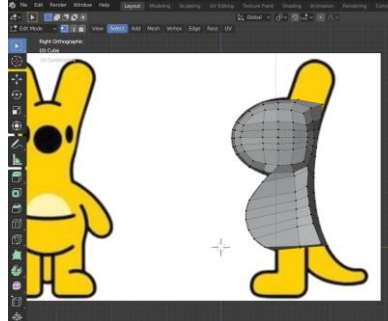 File Edit Render Window Help Layout Modeling Sculpting UV Editing Texture Paint Shading Animation Rendering
Global
Edit Mode View Select Add Mesh Vertex Edge Face UV
Right Orthographic
(0) Cube